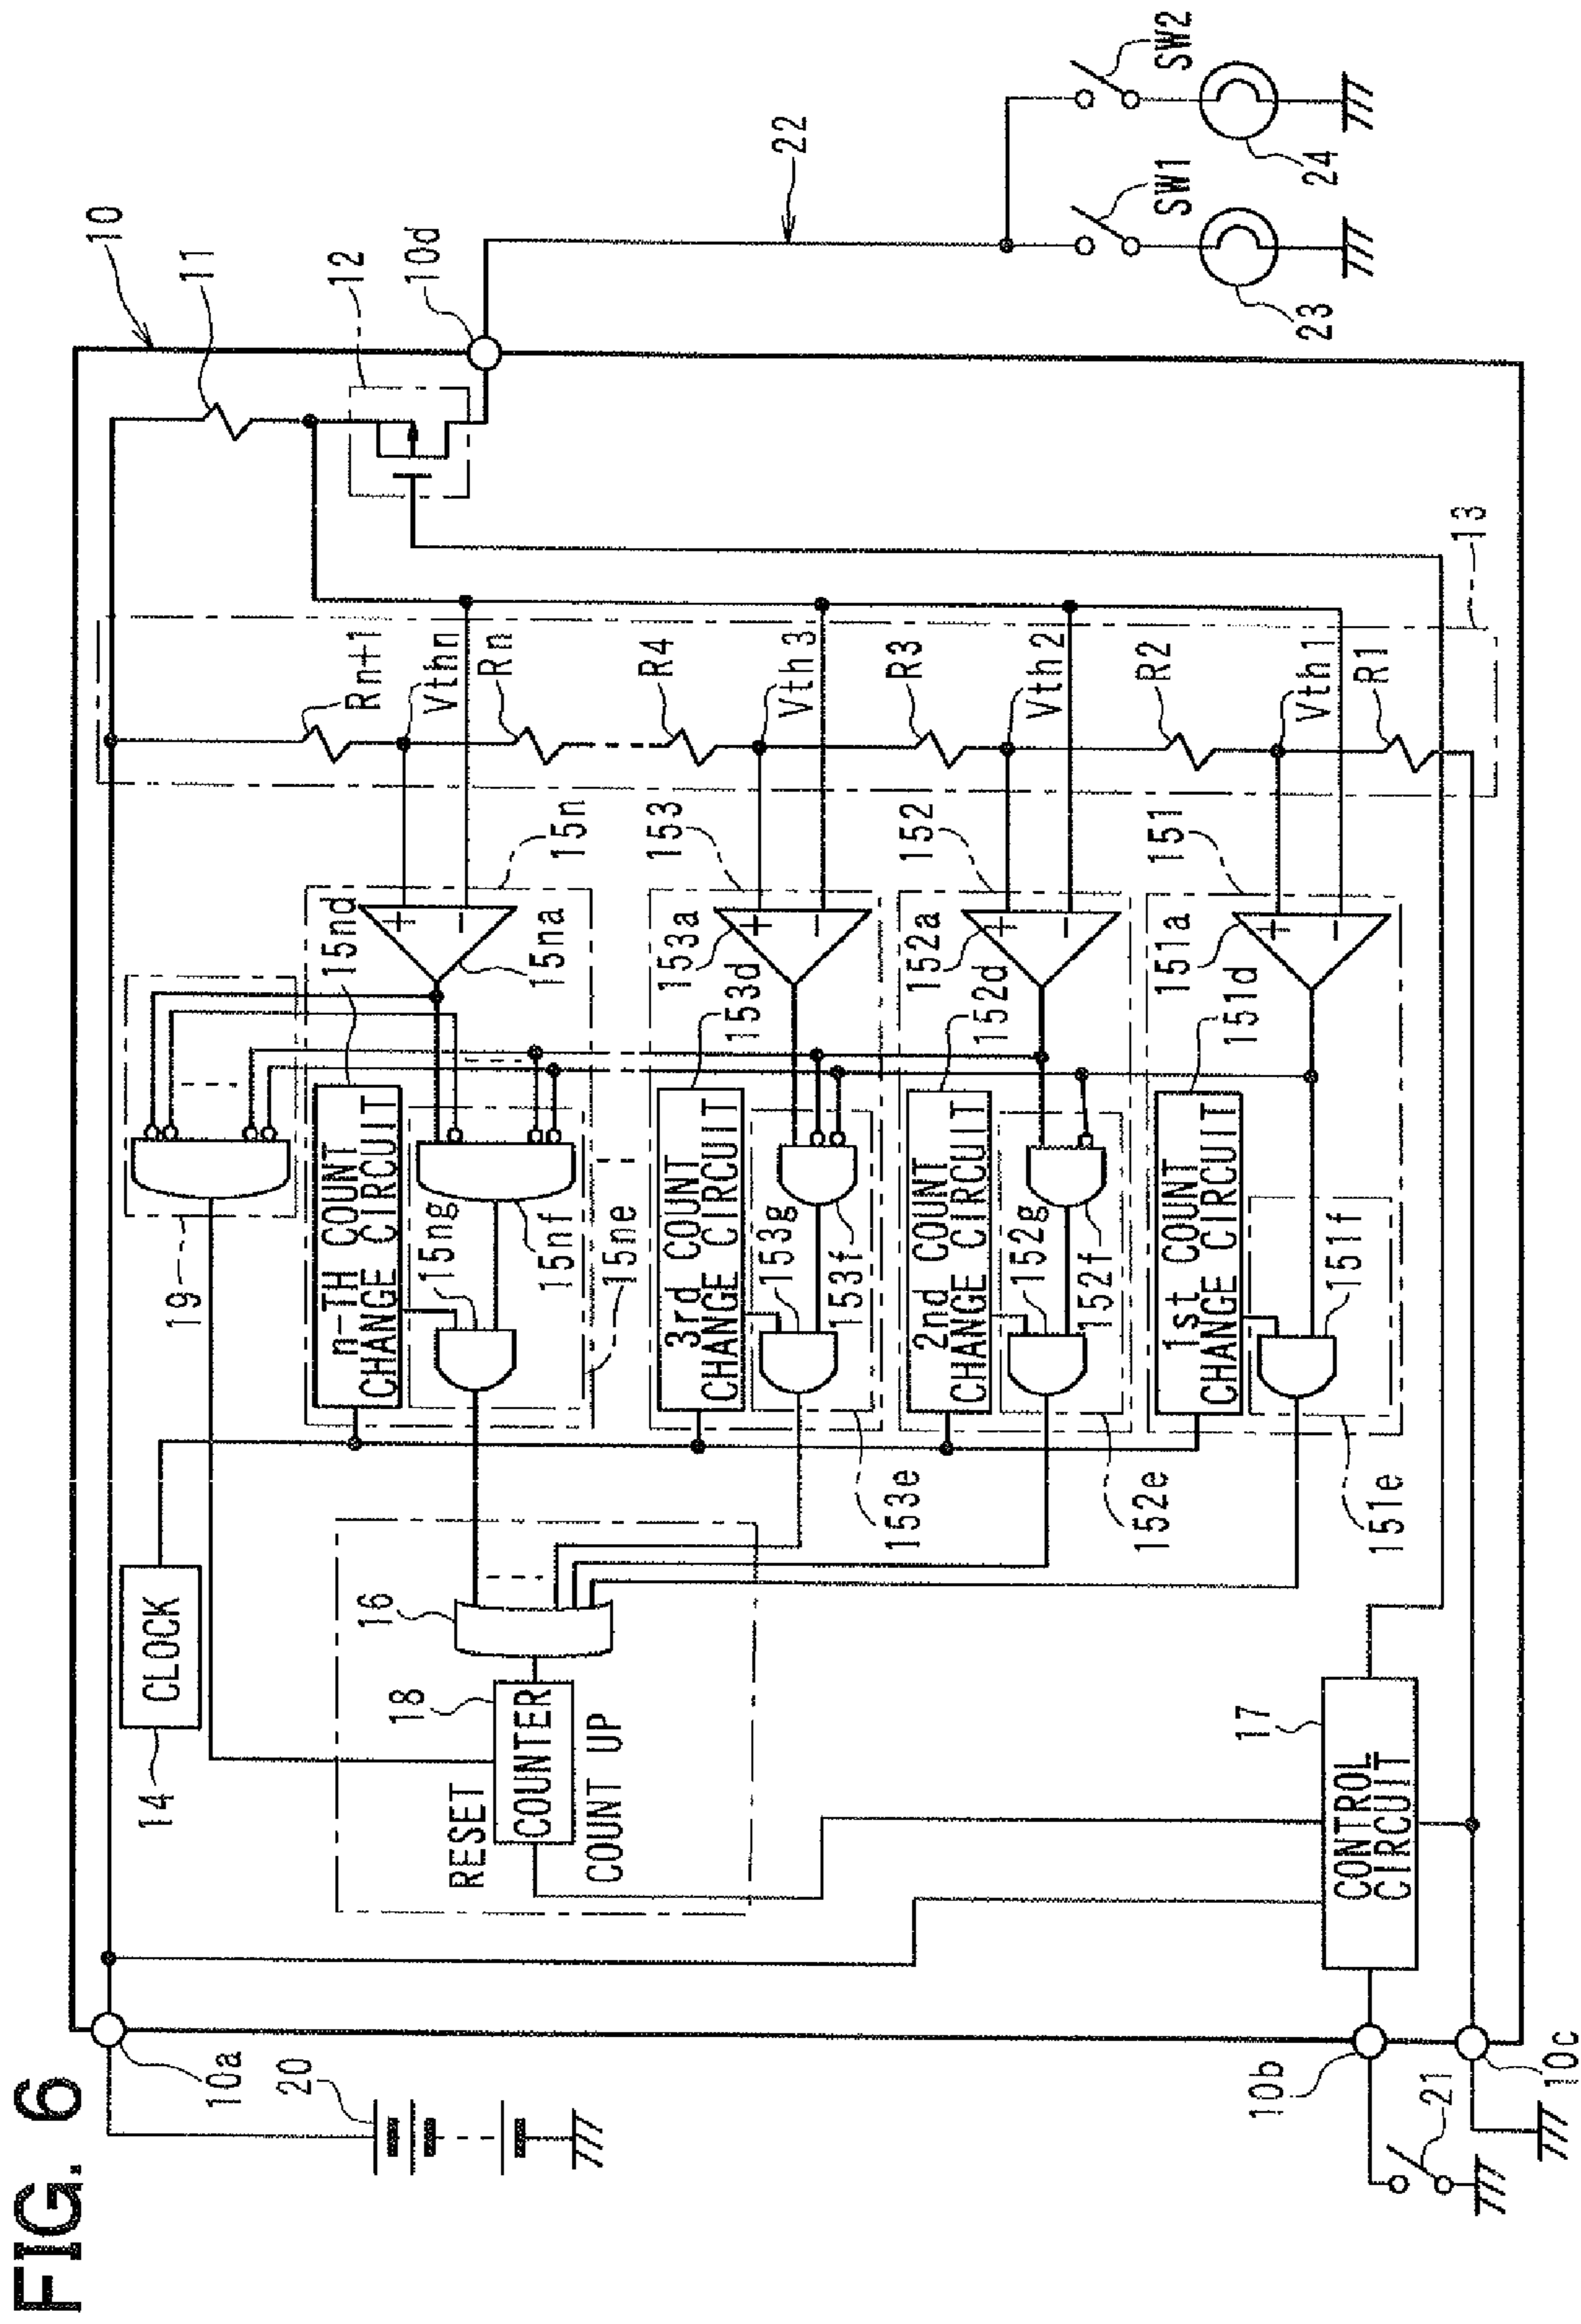 FIG. 6
10
11
12
10d
22
SW1
SW2
23
24
13
Rn+1
Vthn
Rn
R4
Vth3
R3
Vth2
R2
Vth1
R1
15n
153
152
151
15nd
15na
153a
153d
152a
152d
151a
151d
+
−
+
−
+
−
+
−
19
n-TH COUNT
CHANGE CIRCUIT
3rd COUNT
CHANGE CIRCUIT
2nd COUNT
CHANGE CIRCUIT
1st COUNT
CHANGE CIRCUIT
15ng
15nf
15ne
153g
153f
153e
152g
152f
152e
151f
151e
CLOCK
14
16
18
RESET
COUNTER
COUNT UP
17
CONTROL
CIRCUIT
10a
20
10b
21
10c